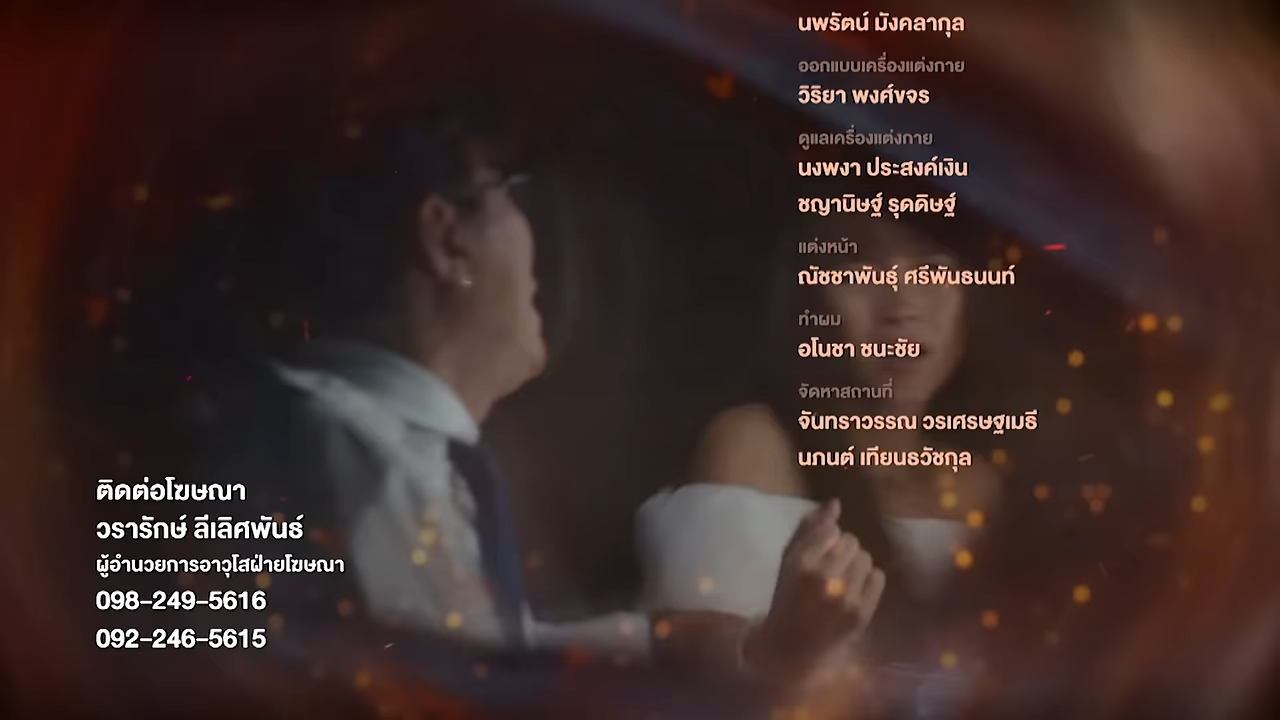 นพรัตน์ มังคลากุล
ออกแบบเครื่องแต่งกาย
วิริยา พงศ์ขจร
ดูแลเครื่องแต่งกาย
นงพงา ประสงค์เงิน
ชญานิษฐ์ รุดดิษฐ์
แต่งหน้า
ณัชชาพันธุ์ ศรีพันธนนท์
ทำผม
อโนชา ชนะชัย
จัดหาสถานที่
จันทราวรรณ วรเศรษฐเมธี
นภนต์ เทียนธวัชกุล
ติดต่อโฆษณา
วรารักษ์ ลีเลิศพันธ์
ผู้อำนวยการอาวุโสฝ่ายโฆษณา
098-249-5616
092-246-5615